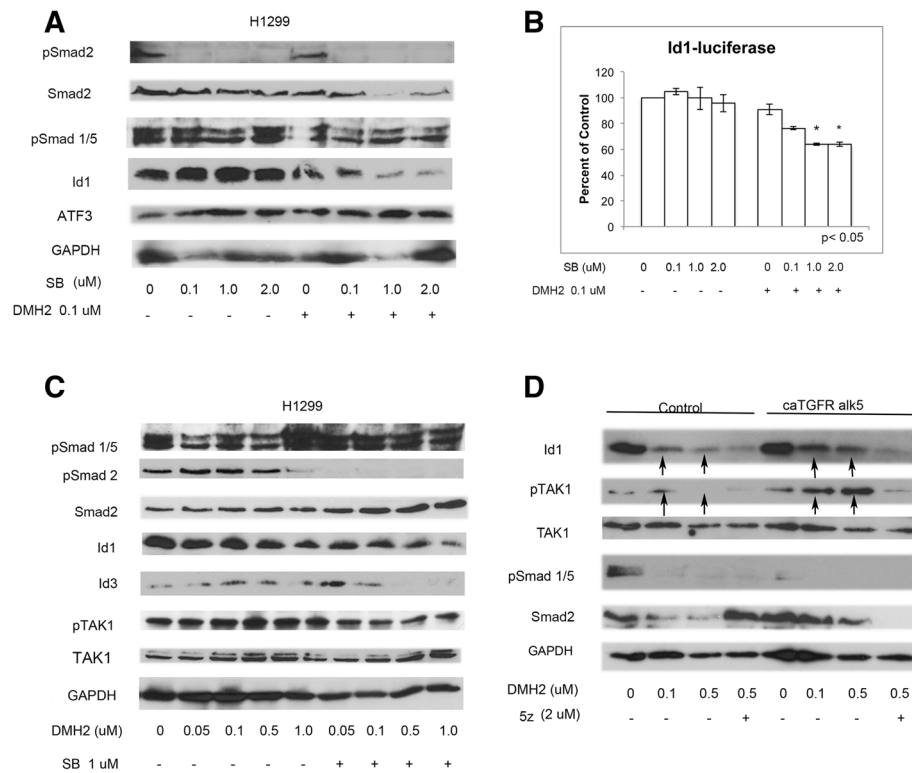 A
H1299
pSmad2
Smad2
pSmad 1/5
Id1
ATF3
GAPDH
SB (uM)
0 0.1 1.0 2.0 0 0.1 1.0 2.0
DMH2 0.1 uM
- - - - + + + +
B
Id1-luciferase
Percent of Control
120
100
80
60
40
20
0
* *
p< 0.05
SB (uM) 0 0.1 1.0 2.0 0 0.1 1.0 2.0
DMH2 0.1 uM - - - - + + + +
C
H1299
pSmad 1/5
pSmad 2
Smad2
Id1
Id3
pTAK1
TAK1
GAPDH
DMH2 (uM) 0 0.05 0.1 0.5 1.0 0.05 0.1 0.5 1.0
SB 1 uM - - - - - + + + +
D
Control caTGFR alk5
Id1
pTAK1
TAK1
pSmad 1/5
Smad2
GAPDH
DMH2 (uM) 0 0.1 0.5 0.5 0 0.1 0.5 0.5
5z (2 uM) - - - + - - - +